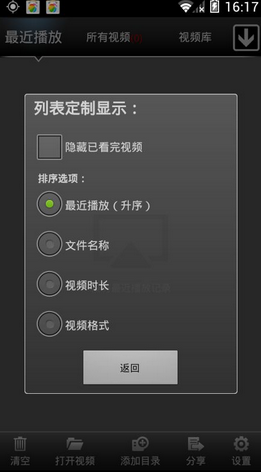 16:17
最近播放
所有视频
视频库
列表定制显示：
隐藏已看完视频
排序选项：
最近播放（升序）
文件名称
视频时长
视频格式
返回
清空
打开视频
添加目录
分享
设置